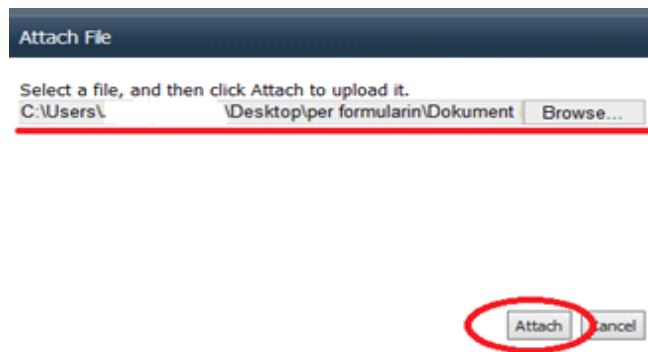 Attach File
Select a file, and then click Attach to upload it.
C:\Users\. \Desktop\per formularin\Dokument Browse...
Attach Cancel